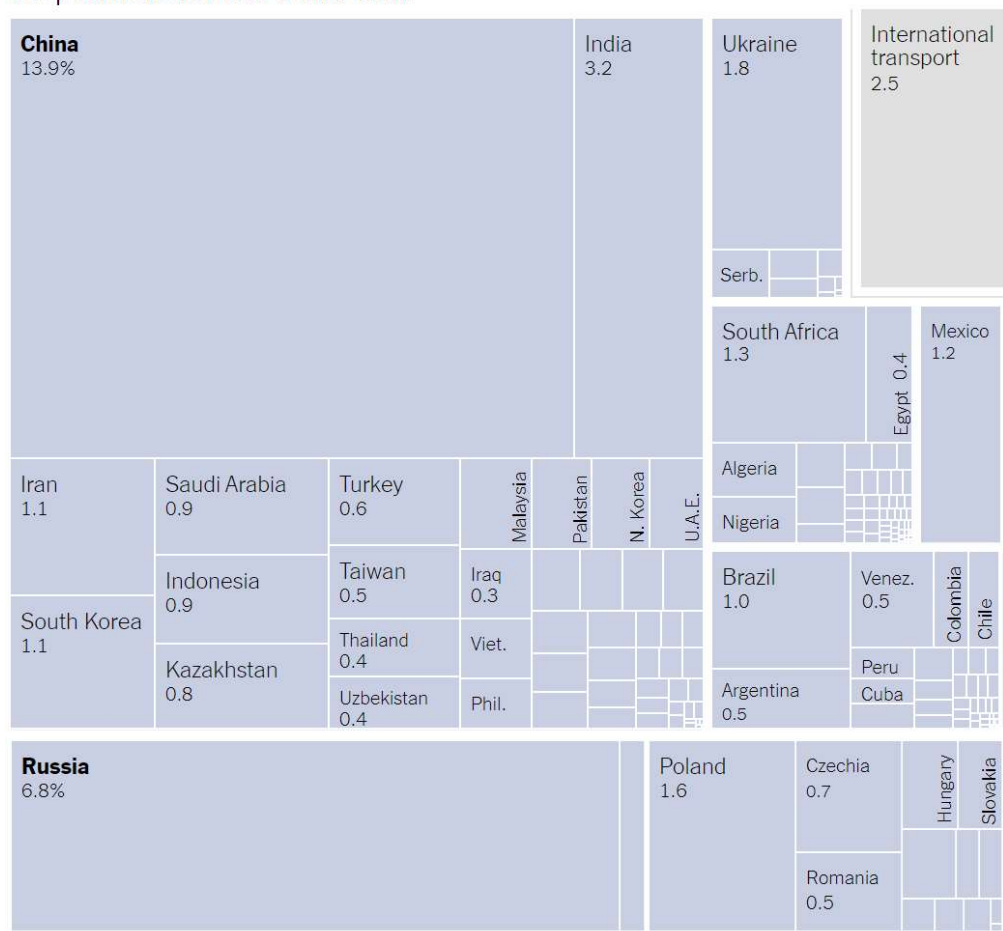 China
13.9%
India
3.2
Ukraine
1.8
International
transport
2.5
Serb.
South Africa
1.3
Egypt 0.4
Mexico
1.2
Algeria
Nigeria
Iran
1.1
Saudi Arabia
0.9
Turkey
0.6
Malaysia
Pakistan
N. Korea
U.A.E.
Indonesia
0.9
Taiwan
0.5
Iraq
0.3
South Korea
1.1
Kazakhstan
0.8
Thailand
0.4
Viet.
Uzbekistan
0.4
Phil.
Brazil
1.0
Venez.
0.5
Colombia
Chile
Peru
Cuba
Argentina
0.5
Russia
6.8%
Poland
1.6
Czechia
0.7
Hungary
Slovakia
Romania
0.5